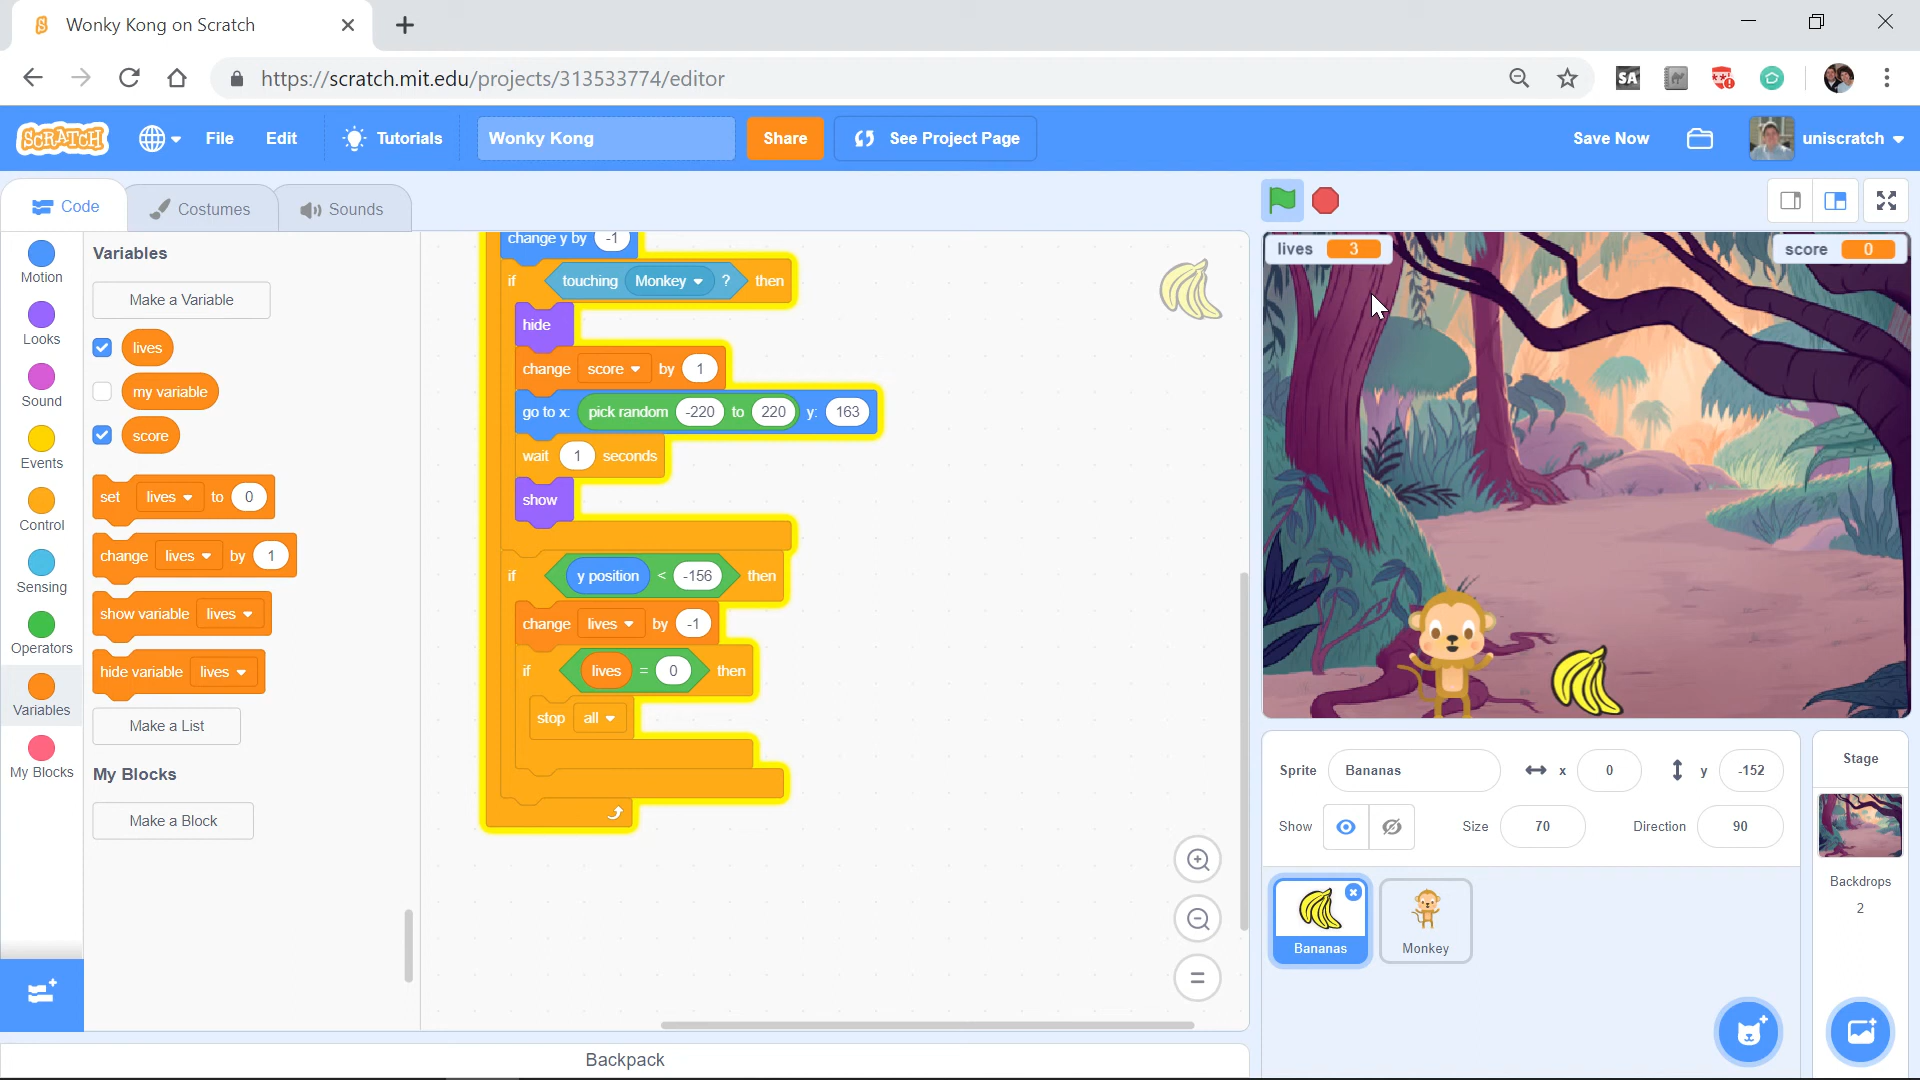 Wonky Kong on Scratch
https://scratch.mit.edu/projects/313533774/editor
SA
SCRATCH
File
Edit
Tutorials
Wonky Kong
Share
See Project Page
Save Now
uniscratch
Code
Costumes
Sounds
Motion
Looks
Sound
Events
Control
Sensing
Operators
Variables
My Blocks
Variables
Make a Variable
lives
my variable
score
set lives to 0
change lives by 1
show variable lives
hide variable lives
Make a List
My Blocks
Make a Block
change y by -1
if touching Monkey ? then
hide
change score by 1
go to x: pick random -220 to 220 y: 163
wait 1 seconds
show
if y position < -156 then
change lives by -1
if lives = 0 then
stop all
lives 3
score 0
Sprite Bananas x 0 y -152
Show Size 70 Direction 90
Bananas
Monkey
Stage
Backdrops
2
Backpack